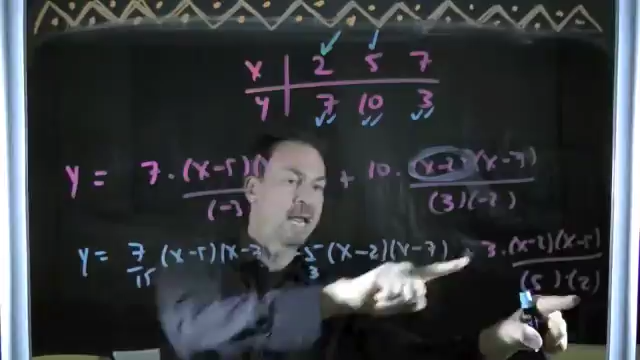 x 2 5 7
y 7 10 3
y = 7·(x-5)( + 10·(x-2)(x-7)
(-3) (3)(-2)
y = 7/15 (x-5)(x-7 -5/3 (x-2)(x-7) 3·(x-2)(x-5)
(5)·(2)